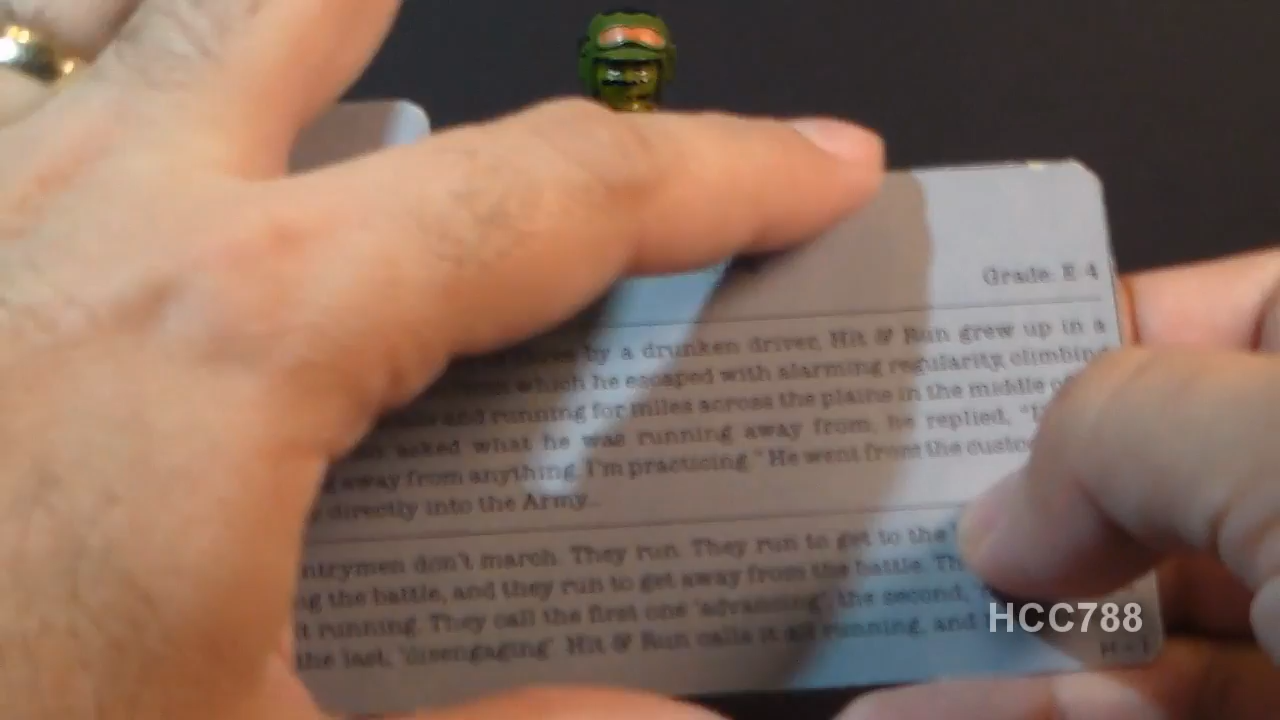 Grade: E 4
by a drunken driver, Hit & Run grew up in a
which he escaped with alarming regularity, climbing
and running for miles across the plains in the middle
asked what he was running away from, he replied,
away from anything. I'm practicing." He went from the
directly into the Army...
don't march. They run. They run to get to the
the battle, and they run to get away from the battle.
running. They call the first one 'advancing', the second,
the last, 'disengaging'. Hit & Run calls it all running, and
HCC788